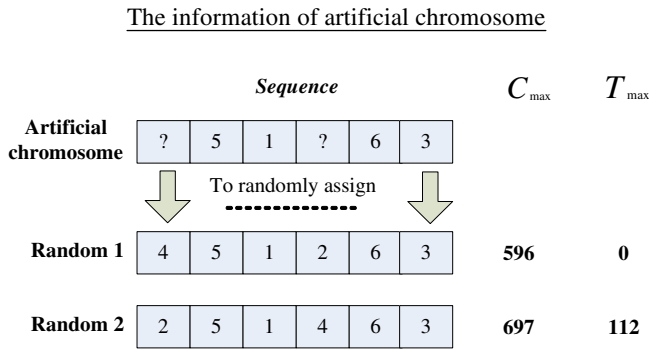 The information of artificial chromosome
Sequence C max T max
Artificial chromosome ? 5 1 ? 6 3
To randomly assign
Random 1 4 5 1 2 6 3 596 0
Random 2 2 5 1 4 6 3 697 112